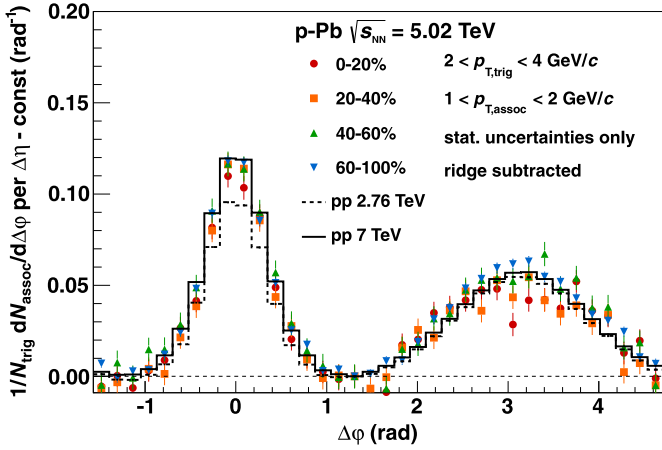 p-Pb √sNN = 5.02 TeV
0-20%
20-40%
40-60%
60-100%
pp 2.76 TeV
pp 7 TeV
2 < pT,trig < 4 GeV/c
1 < pT,assoc < 2 GeV/c
stat. uncertainties only
ridge subtracted
1/Ntrig dNassoc/dΔφ per Δη - const (rad-1)
0.20
0.15
0.10
0.05
0.00
-1
0
1
2
3
4
Δφ (rad)